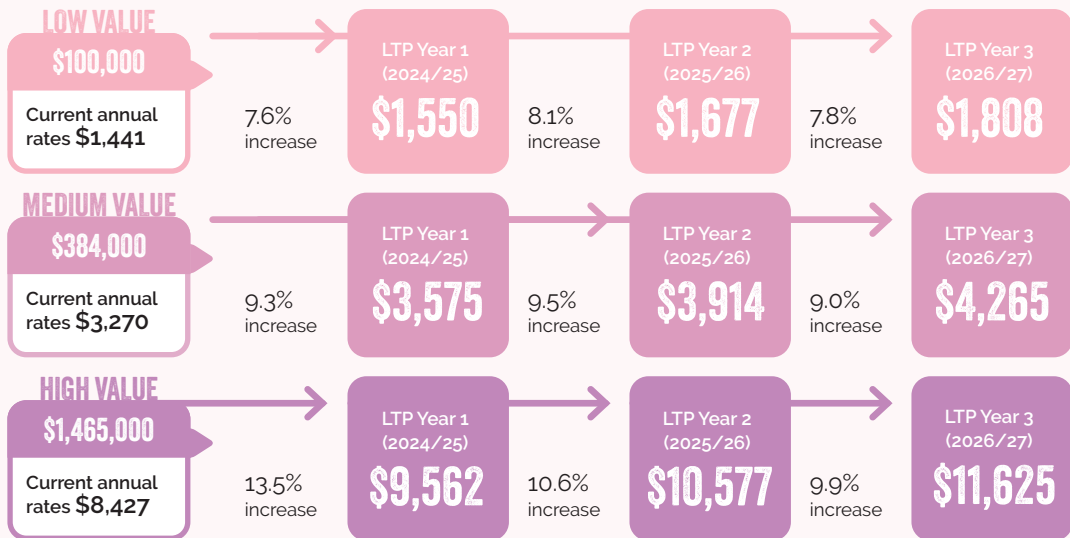 LOW VALUE
$100,000
Current annual
rates $1,441
7.6%
increase
LTP Year 1
(2024/25)
$1,550
8.1%
increase
LTP Year 2
(2025/26)
$1,677
7.8%
increase
LTP Year 3
(2026/27)
$1,808
MEDIUM VALUE
$384,000
Current annual
rates $3,270
9.3%
increase
LTP Year 1
(2024/25)
$3,575
9.5%
increase
LTP Year 2
(2025/26)
$3,914
9.0%
increase
LTP Year 3
(2026/27)
$4,265
HIGH VALUE
$1,465,000
Current annual
rates $8,427
13.5%
increase
LTP Year 1
(2024/25)
$9,562
10.6%
increase
LTP Year 2
(2025/26)
$10,577
9.9%
increase
LTP Year 3
(2026/27)
$11,625